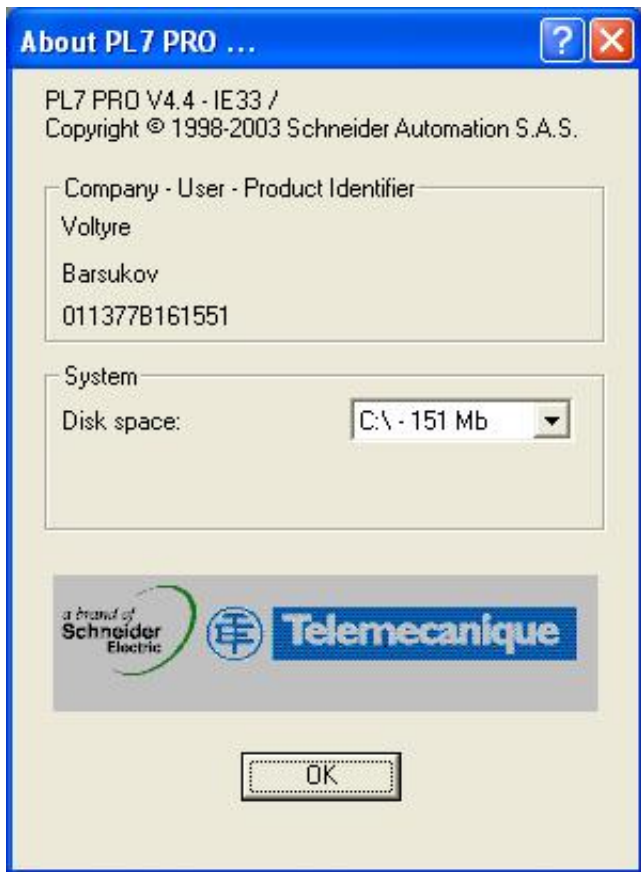 About PL7 PRO ...
PL7 PRO V4.4 - IE33 /
Copyright © 1998-2003 Schneider Automation S.A.S.
Company - User - Product Identifier
Voltyre
Barsukov
011377B161551
System
Disk space:
C:\ - 151 Mb
a brand of
Schneider
Electric
Telemecanique
OK